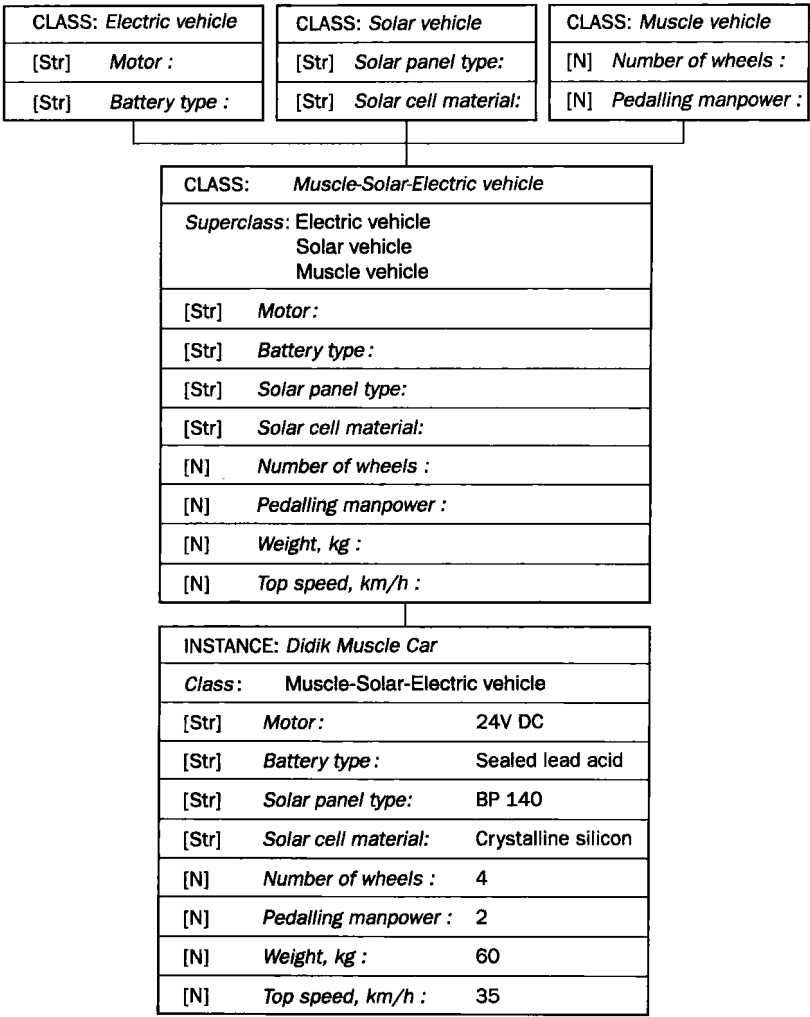 CLASS: Electric vehicle
[Str] Motor :
[Str] Battery type :
CLASS: Solar vehicle
[Str] Solar panel type:
[Str] Solar cell material:
CLASS: Muscle vehicle
[N] Number of wheels :
[N] Pedalling manpower :
CLASS: Muscle-Solar-Electric vehicle
Superclass: Electric vehicle
Solar vehicle
Muscle vehicle
[Str] Motor :
[Str] Battery type :
[Str] Solar panel type:
[Str] Solar cell material:
[N] Number of wheels :
[N] Pedalling manpower :
[N] Weight, kg :
[N] Top speed, km/h :
INSTANCE: Didik Muscle Car
Class : Muscle-Solar-Electric vehicle
[Str] Motor : 24V DC
[Str] Battery type : Sealed lead acid
[Str] Solar panel type: BP 140
[Str] Solar cell material: Crystalline silicon
[N] Number of wheels : 4
[N] Pedalling manpower : 2
[N] Weight, kg : 60
[N] Top speed, km/h : 35